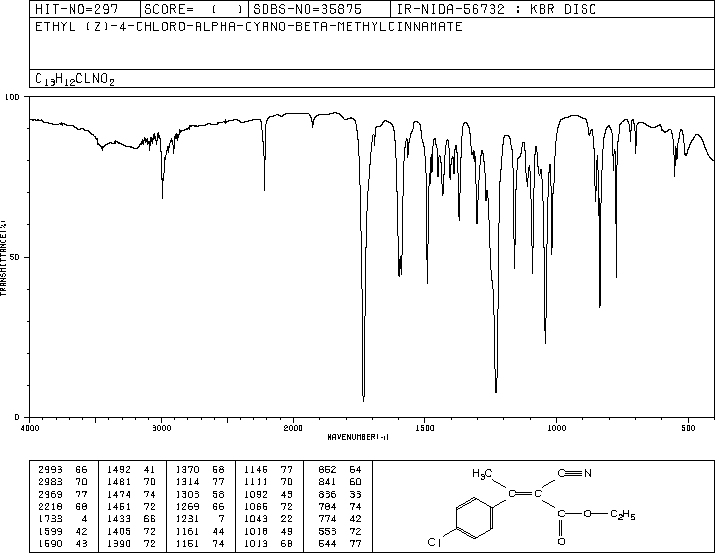 HIT-NO=297 SCORE= ( ) SDBS-NO=35875 IR-NIDA-56732 : KBR DISC
ETHYL (Z)-4-CHLORO-ALPHA-CYANO-BETA-METHYLCINNAMATE
C13H12CLNO2
100
TRANSMITTANCE(%)
50
0
4000 3000 2000 1500 1000 500
WAVENUMBER(-1)
2993 66 1492 41 1370 58 1146 77 852 64
2983 70 1461 70 1314 77 1111 70 841 60
2969 77 1474 74 1303 58 1092 43 836 33
2218 68 1451 72 1269 66 1066 72 784 74
1733 4 1433 66 1231 7 1043 22 774 42
1599 42 1405 72 1161 44 1018 49 553 72
1590 43 1390 72 1151 74 1013 68 544 77
H3C C≡N
C=C
C-O-C2H5
O
Cl